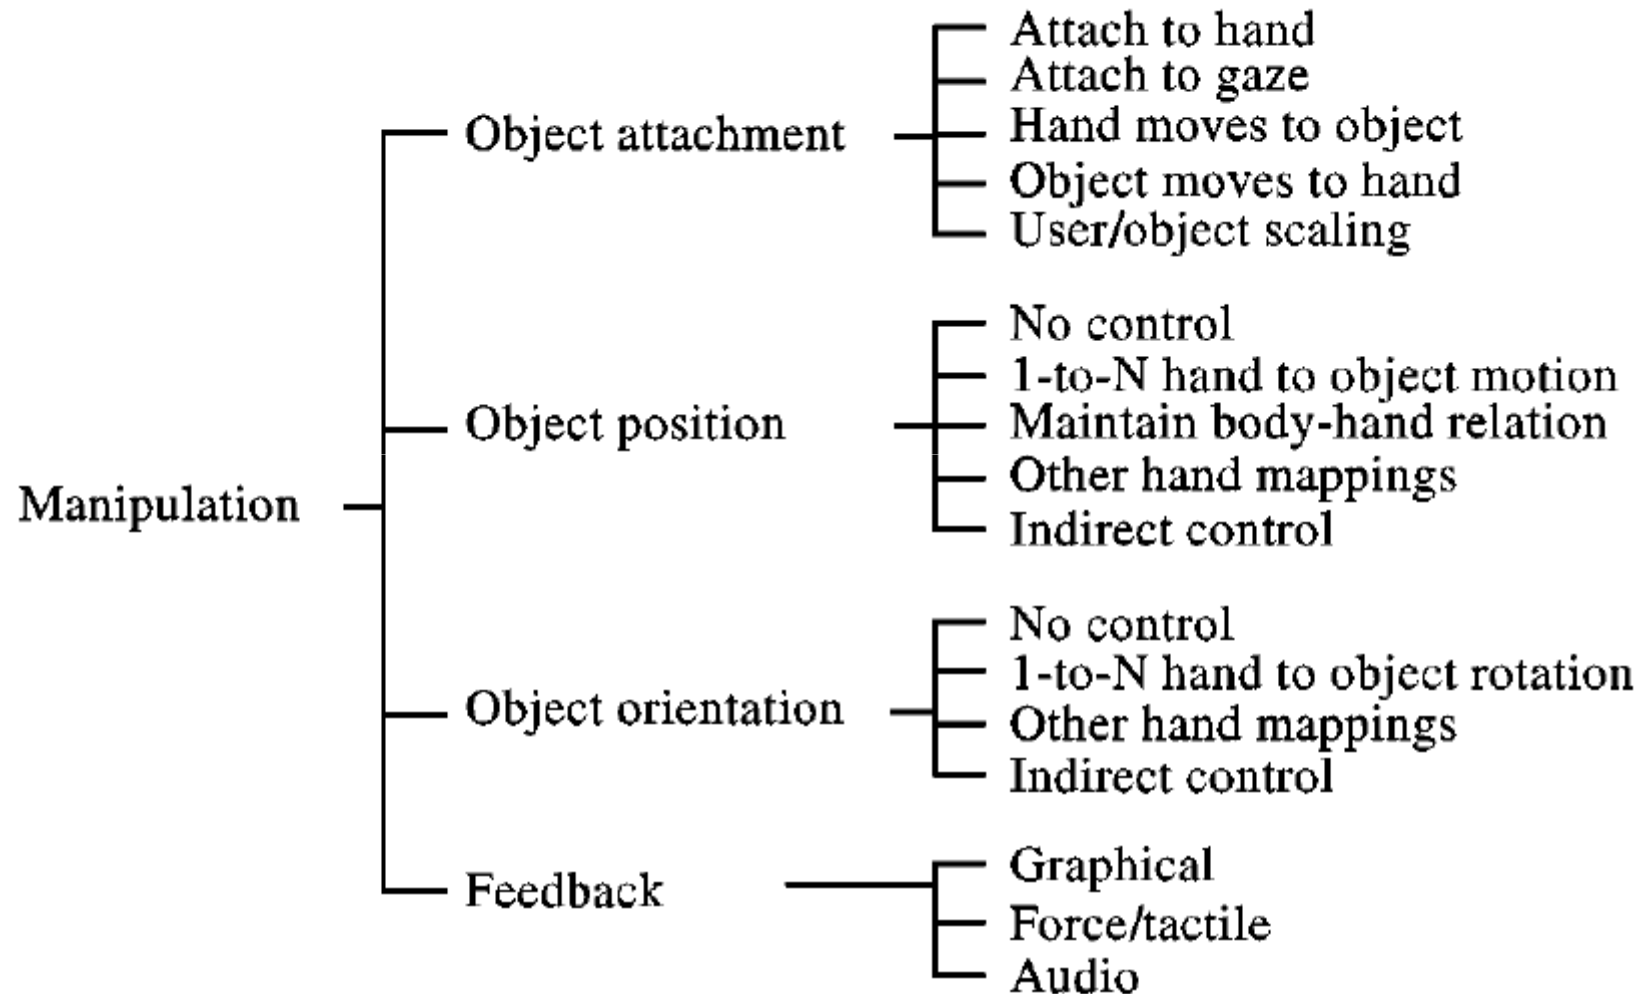 Manipulation
Object attachment
Attach to hand
Attach to gaze
Hand moves to object
Object moves to hand
User/object scaling
Object position
No control
1-to-N hand to object motion
Maintain body-hand relation
Other hand mappings
Indirect control
Object orientation
No control
1-to-N hand to object rotation
Other hand mappings
Indirect control
Feedback
Graphical
Force/tactile
Audio